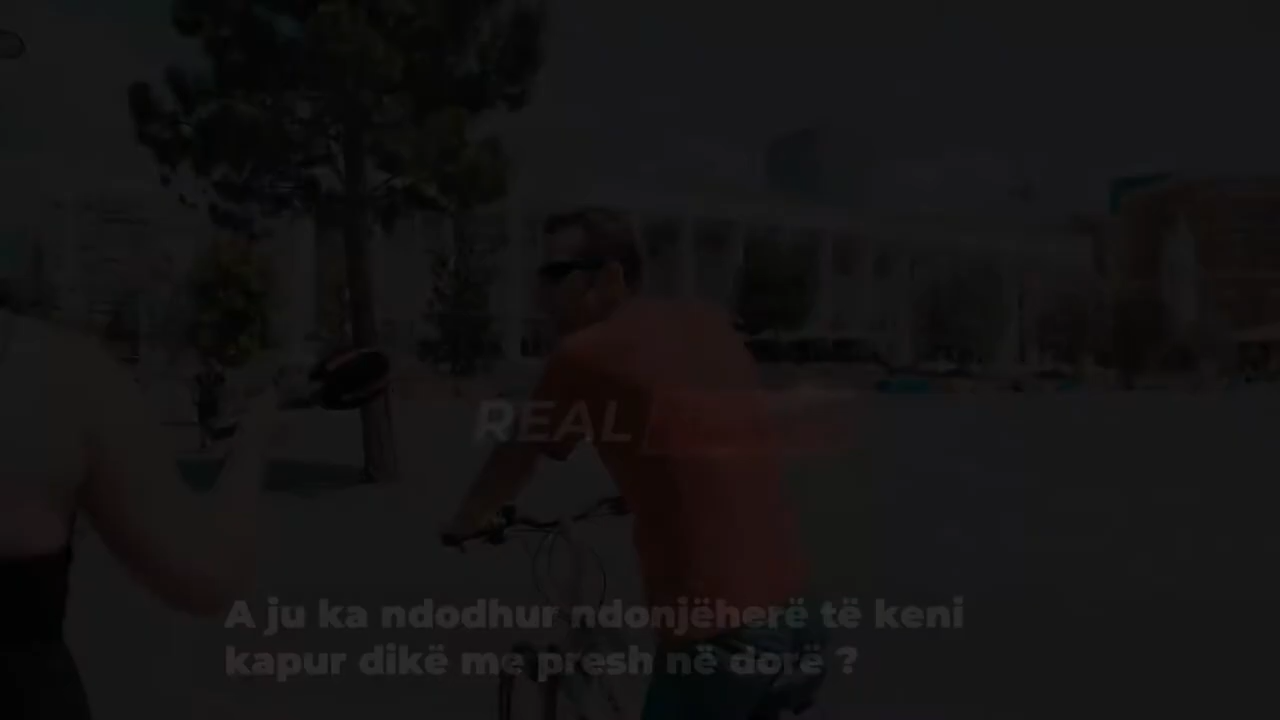 REAL
A ju ka ndodhur ndonjëherë të keni
kapur dikë me presh në dorë ?